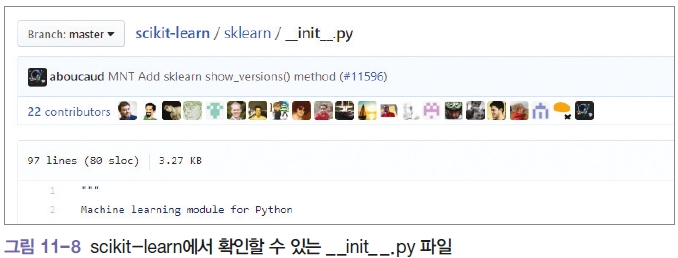 Branch: master ▾ scikit-learn / sklearn / __init__.py
aboucaud MNT Add sklearn show_versions() method (#11596)
22 contributors
97 lines (80 sloc) 3.27 KB
1 """
2 Machine learning module for Python
그림 11-8 scikit-learn에서 확인할 수 있는 __init__.py 파일